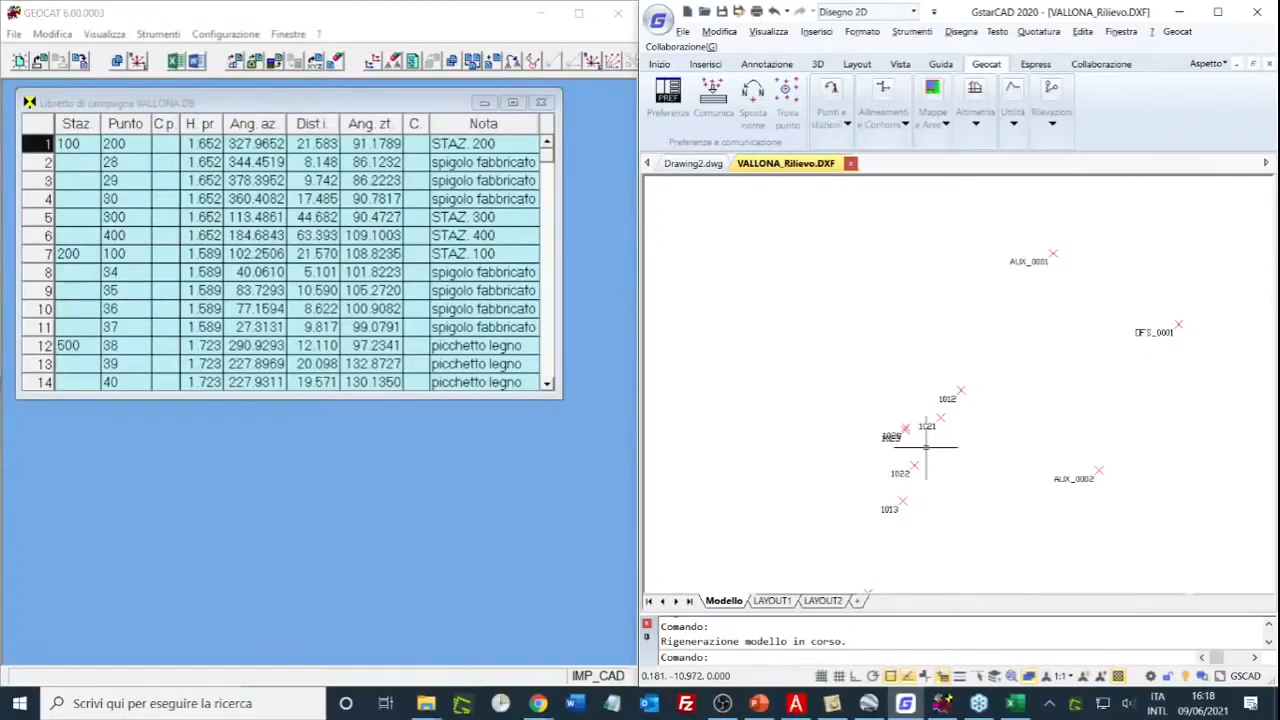 GEOCAT 6.00.0003
File Modifica Visualizza Strumenti Configurazione Finestre ?
Libretto di campagna VALLONA.DB
Staz. Punto C.p. H. pr. Ang. az. Dist.i. Ang. zt. C. Nota
1 100 200 1.652 327.9652 21.583 91.1789 STAZ. 200
2 28 1.652 344.4519 8.148 86.1232 spigolo fabbricato
3 29 1.652 378.3952 9.742 86.2223 spigolo fabbricato
4 30 1.652 360.4082 17.485 90.7817 spigolo fabbricato
5 300 1.652 113.4861 44.682 90.4727 STAZ. 300
6 400 1.652 184.6843 63.393 109.1003 STAZ. 400
7 200 100 1.589 102.2506 21.570 108.8235 STAZ. 100
8 34 1.589 40.0610 5.101 101.8223 spigolo fabbricato
9 35 1.589 83.7293 10.590 105.2720 spigolo fabbricato
10 36 1.589 77.1594 8.622 100.9082 spigolo fabbricato
11 37 1.589 27.3131 9.817 99.0791 spigolo fabbricato
12 500 38 1.723 290.9293 12.110 97.2341 picchetto legno
13 39 1.723 227.8969 20.098 132.8727 picchetto legno
14 40 1.723 227.9311 19.571 130.1350 picchetto legno
IMP_CAD
Disegno 2D GstarCAD 2020 - [VALLONA_Rilievo.DXF]
File Modifica Visualizza Inserisci Formato Strumenti Disegna Testo Quotatura Edita Finestra ? Geocat
Collaborazione(G)
Inizio Inserisci Annotazione 3D Layout Vista Guida Geocat Express Collaborazione Aspetto
PREF
Preferenze Comunica Sposta nome Trova punto Punti e stazioni Allineamenti e Contorni Mappe e Aree Altimetria Utilità Rilevazioni
Preferenze e comunicazione
Drawing2.dwg VALLONA_Rilievo.DXF
AUX_0001
DFS_0001
1012
1021
1022
AUX_0002
1013
Modello LAYOUT1 LAYOUT2 +
Comando:
Rigenerazione modello in corso.
Comando:
0.181, -10.972, 0.000 1:1 GSCAD
Scrivi qui per eseguire la ricerca
ITA
INTL
16:18
09/06/2021